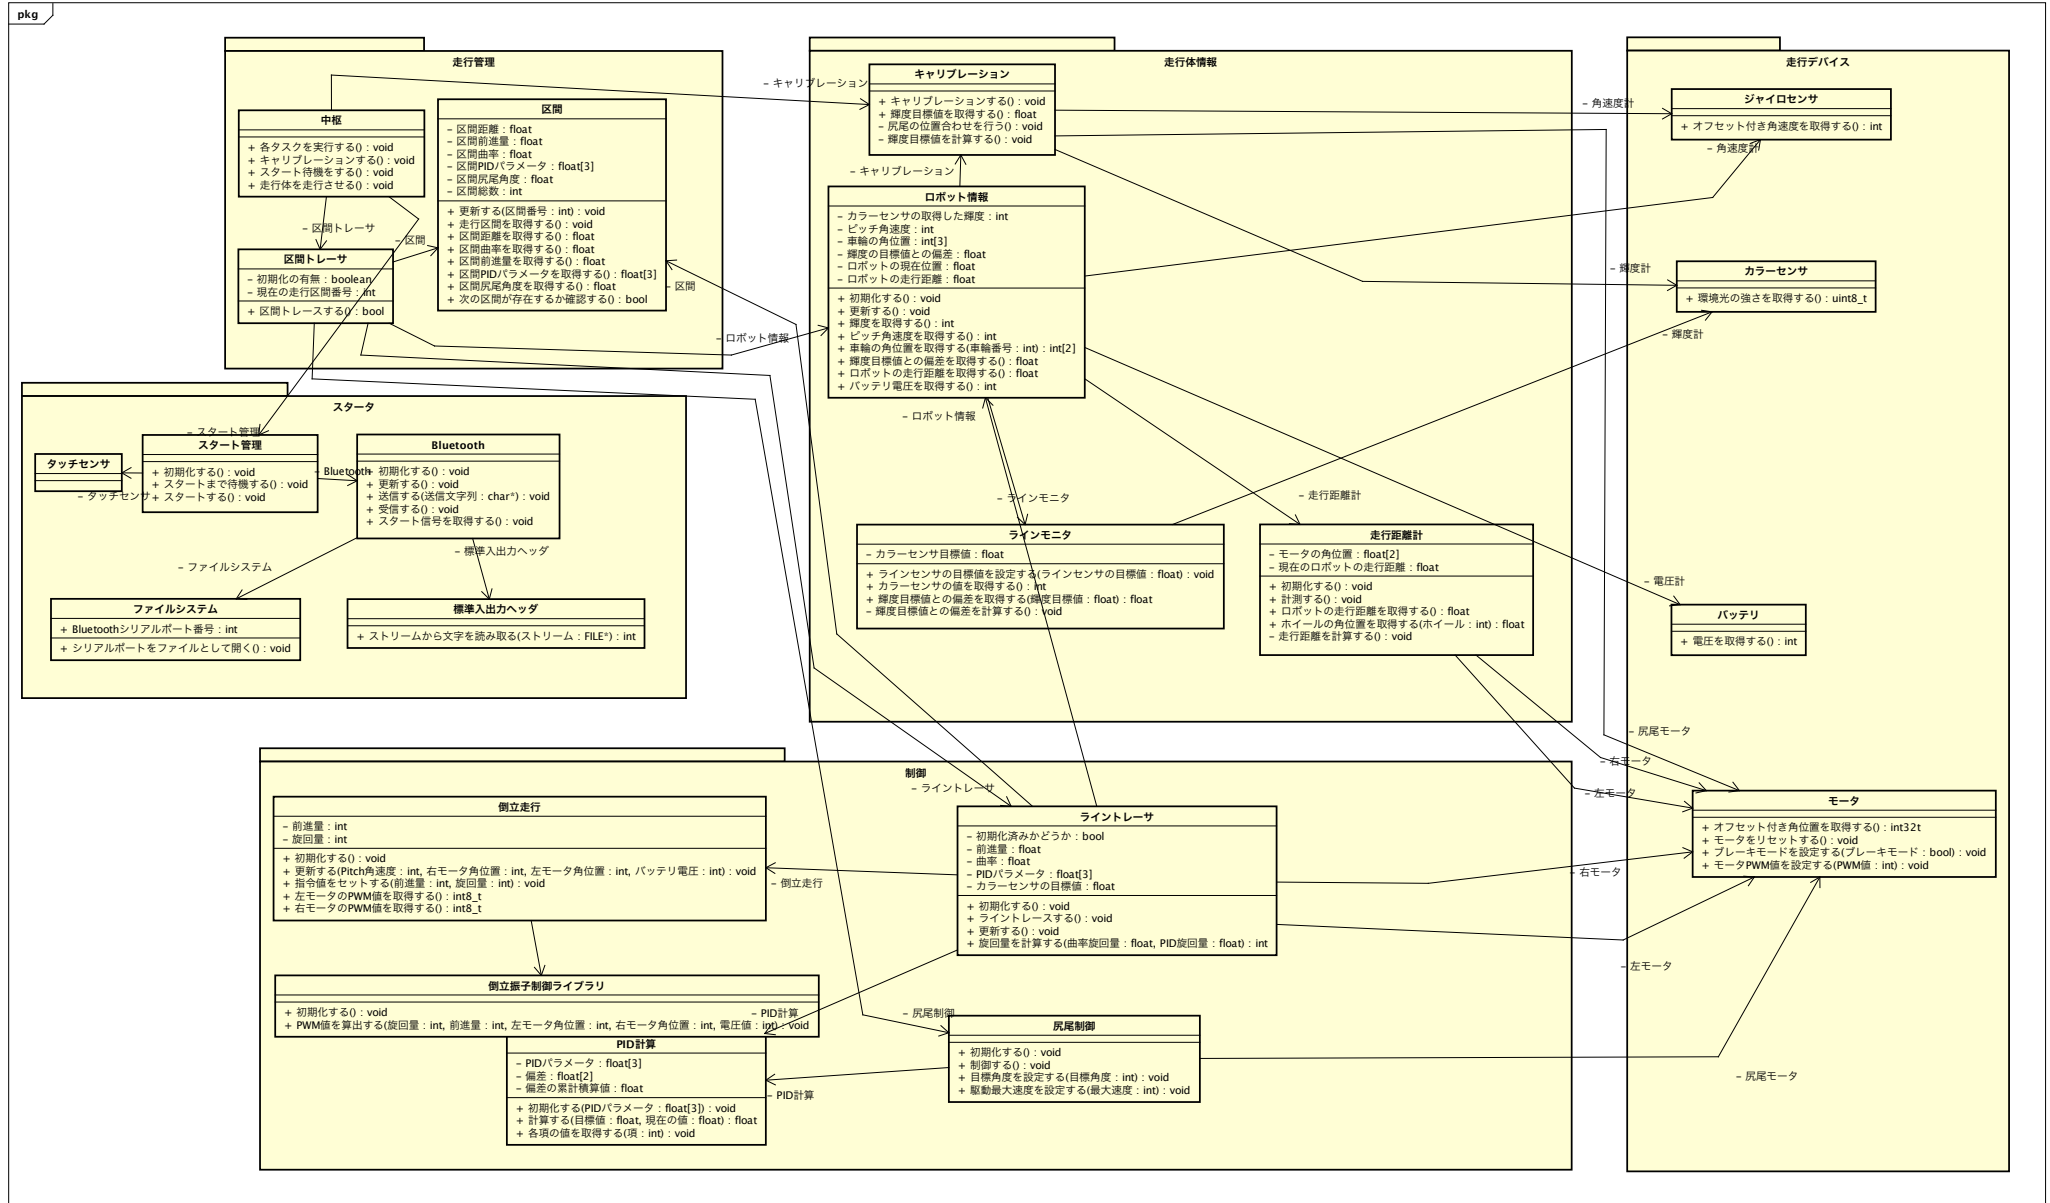 pkg
走行管理
中枢
+ 各タスクを実行する() : void
+ キャリブレーションする() : void
+ スタート待機をする() : void
+ 走行体を走行させる() : void
区間
– 区間距離 : float
– 区間前進量 : float
– 区間曲率 : float
– 区間PIDパラメータ : float[3]
– 区間尻尾角度 : float
– 区間総数 : int
+ 更新する(区間番号 : int) : void
+ 走行区間を取得する() : void
+ 区間距離を取得する() : float
+ 区間曲率を取得する() : float
+ 区間前進量を取得する() : float
+ 区間PIDパラメータを取得する() : float[3]
+ 区間尻尾角度を取得する() : float
+ 次の区間が存在するか確認する() : bool
– 区間トレーサ
– 区間
– 区間
区間トレーサ
– 初期化の有無 : boolean
– 現在の走行区間番号 : int
+ 区間トレースする() : bool
スタータ
– スタート管理
スタート管理
+ 初期化する() : void
+ スタートまで待機する() : void
+ スタートする() : void
タッチセンサ
– タッチセンサ
– Bluetooth
Bluetooth
+ 初期化する() : void
+ 更新する() : void
+ 送信する(送信文字列 : char*) : void
+ 受信する() : void
+ スタート信号を取得する() : void
– 標準入出力ヘッダ
– ファイルシステム
ファイルシステム
+ Bluetoothシリアルポート番号 : int
+ シリアルポートをファイルとして開く() : void
標準入出力ヘッダ
+ ストリームから文字を読み取る(ストリーム : FILE*) : int
走行体情報
– キャリブレーション
キャリブレーション
+ キャリブレーションする() : void
+ 輝度目標値を取得する() : float
– 尻尾の位置合わせを行う() : void
– 輝度目標値を計算する() : void
– キャリブレーション
– ロボット情報
ロボット情報
– カラーセンサの取得した輝度 : int
– ピッチ角速度 : int
– 車輪の角位置 : int[3]
– 輝度の目標値との偏差 : float
– ロボットの現在位置 : float
– ロボットの走行距離 : float
+ 初期化する() : void
+ 更新する() : void
+ 輝度を取得する() : int
+ ピッチ角速度を取得する() : int
+ 車輪の角位置を取得する(車輪番号 : int) : int[2]
+ 輝度目標値との偏差を取得する() : float
+ ロボットの走行距離を取得する() : float
+ バッテリ電圧を取得する() : int
– ロボット情報
– ラインモニタ
– 走行距離計
ラインモニタ
– カラーセンサ目標値 : float
+ ラインセンサの目標値を設定する(ラインセンサの目標値 : float) : void
+ カラーセンサの値を取得する() : int
+ 輝度目標値との偏差を取得する(輝度目標値 : float) : float
– 輝度目標値との偏差を計算する() : void
走行距離計
– モータの角位置 : float[2]
– 現在のロボットの走行距離 : float
+ 初期化する() : void
+ 計測する() : void
+ ロボットの走行距離を取得する() : float
+ ホイールの角位置を取得する(ホイール : int) : float
– 走行距離を計算する() : void
走行デバイス
– 角速度計
ジャイロセンサ
+ オフセット付き角速度を取得する() : int
– 角速度計
– 輝度計
カラーセンサ
+ 環境光の強さを取得する() : uint8_t
– 輝度計
– 電圧計
バッテリ
+ 電圧を取得する() : int
– 尻尾モータ
– 右モータ
– 左モータ
モータ
+ オフセット付き角位置を取得する() : int32t
+ モータをリセットする() : void
+ ブレーキモードを設定する(ブレーキモード : bool) : void
+ モータPWM値を設定する(PWM値 : int) : void
– 右モータ
– 左モータ
– 尻尾モータ
制御
– ライントレーサ
倒立走行
– 前進量 : int
– 旋回量 : int
+ 初期化する() : void
+ 更新する(Pitch角速度 : int, 右モータ角位置 : int, 左モータ角位置 : int, バッテリ電圧 : int) : void
+ 指令値をセットする(前進量 : int, 旋回量 : int) : void
+ 左モータのPWM値を取得する() : int8_t
+ 右モータのPWM値を取得する() : int8_t
– 倒立走行
ライントレーサ
– 初期化済みかどうか : bool
– 前進量 : float
– 曲率 : float
– PIDパラメータ : float[3]
– カラーセンサの目標値 : float
+ 初期化する() : void
+ ライントレースする() : void
+ 更新する() : void
+ 旋回量を計算する(曲率旋回量 : float, PID旋回量 : float) : int
倒立振子制御ライブラリ
+ 初期化する() : void
+ PWM値を算出する(旋回量 : int, 前進量 : int, 左モータ角位置 : int, 右モータ角位置 : int, 電圧値 : int) : void
– PID計算
– 尻尾制御
PID計算
– PIDパラメータ : float[3]
– 偏差 : float[2]
– 偏差の累計積算値 : float
+ 初期化する(PIDパラメータ : float[3]) : void
+ 計算する(目標値 : float, 現在の値 : float) : float
+ 各項の値を取得する(項 : int) : void
– PID計算
尻尾制御
+ 初期化する() : void
+ 制御する() : void
+ 目標角度を設定する(目標角度 : int) : void
+ 駆動最大速度を設定する(最大速度 : int) : void